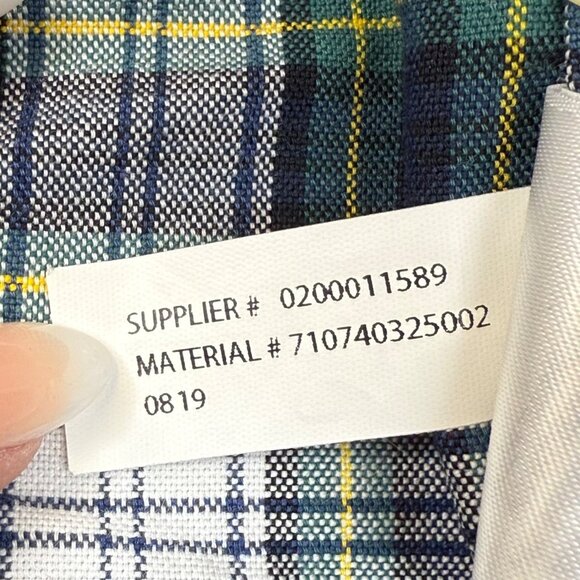 SUPPLIER # 0200011589
MATERIAL # 710740325002
0819